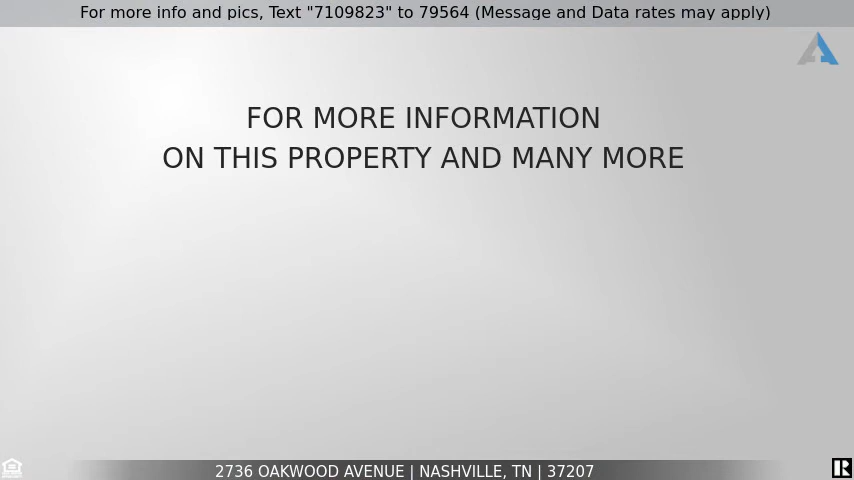 For more info and pics, Text "7109823" to 79564 (Message and Data rates may apply)
FOR MORE INFORMATION
ON THIS PROPERTY AND MANY MORE
2736 OAKWOOD AVENUE | NASHVILLE, TN | 37207